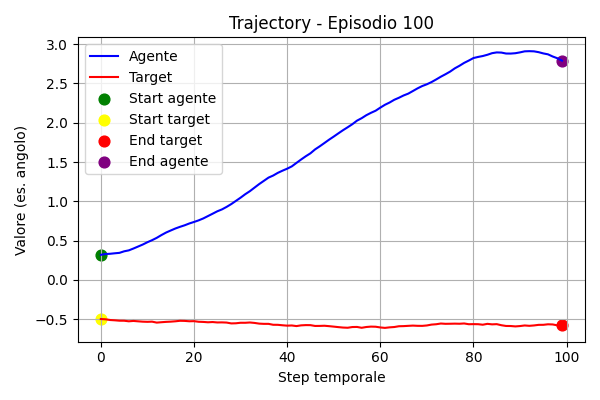 Trajectory - Episodio 100
Valore (es. angolo)
3.0
2.5
2.0
1.5
1.0
0.5
0.0
−0.5
Agente
Target
Start agente
Start target
End target
End agente
0 20 40 60 80 100
Step temporale